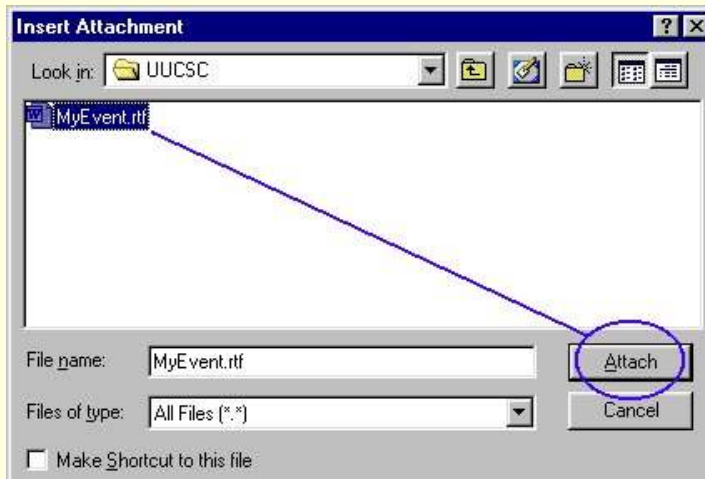 Insert Attachment
Look in: UUCSC
MyEvent.rtf
File name: MyEvent.rtf Attach
Files of type: All Files (*.*) Cancel
Make Shortcut to this file